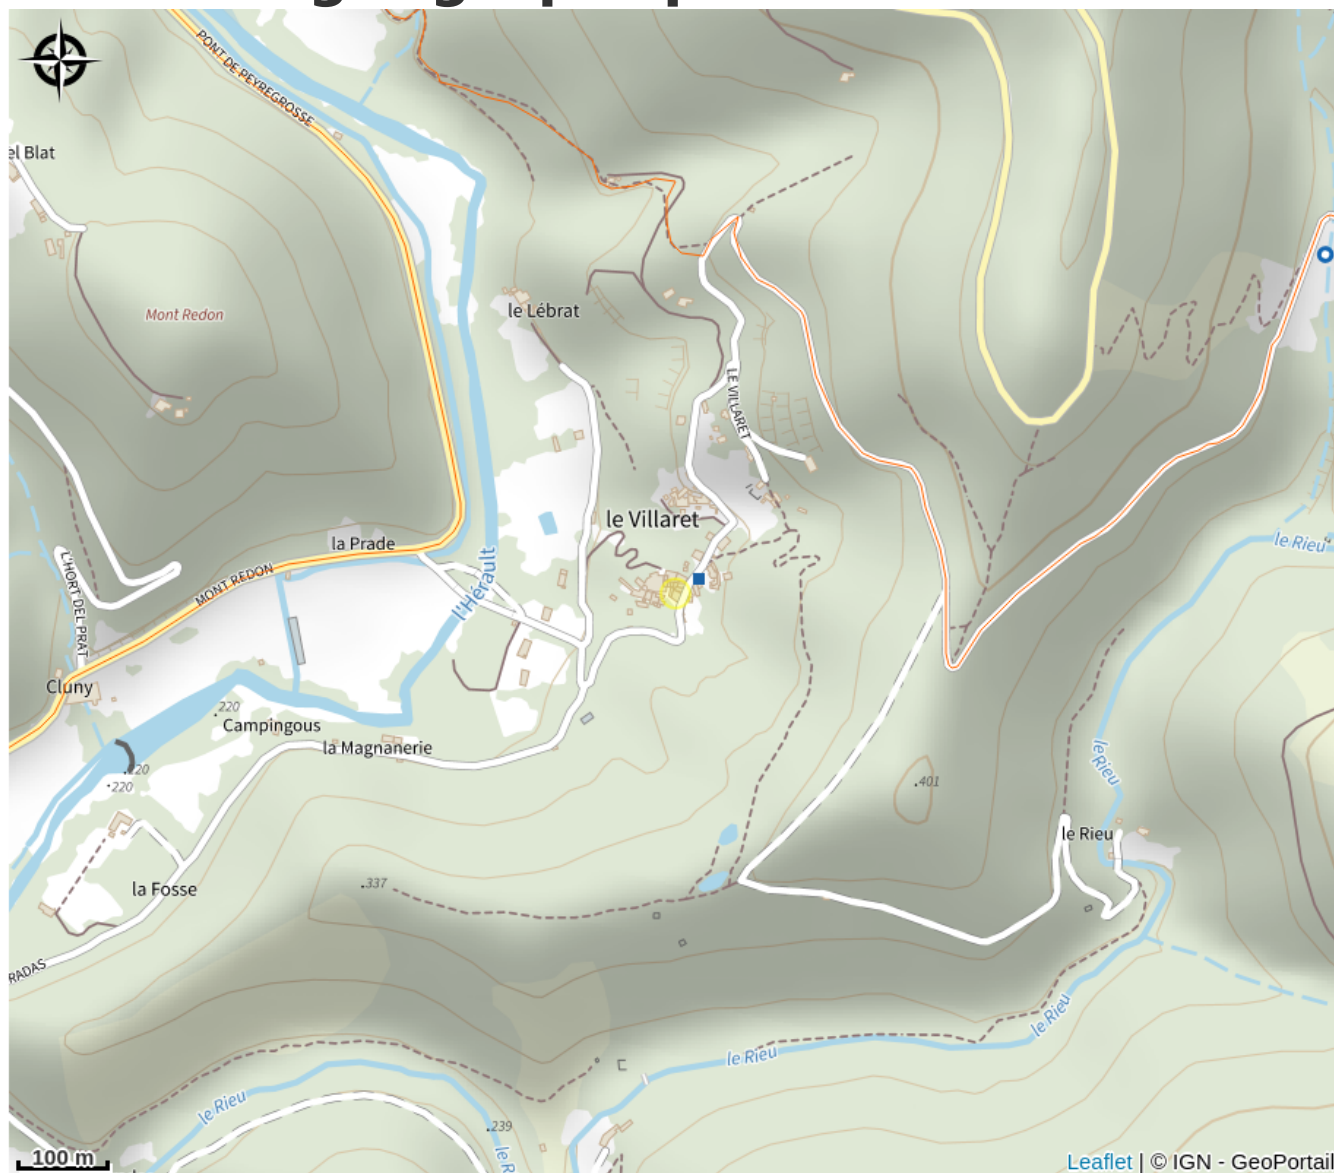 PONT DE PEYREGROSSE
el Blat
Mont Redon
le Lébrat
LE VILLARET
le Villaret
la Prade
l'Hérault
MONT REDON
L'HORT DEL PRAT
le Rieu
Cluny
220
Campingous
la Magnanerie
le Rieu
220
220
.401
le Rieu
la Fosse
.337
RADAS
le Rieu
le Rieu
le Rieu
.239
le R
100 m
Leaflet | © IGN - GeoPortail